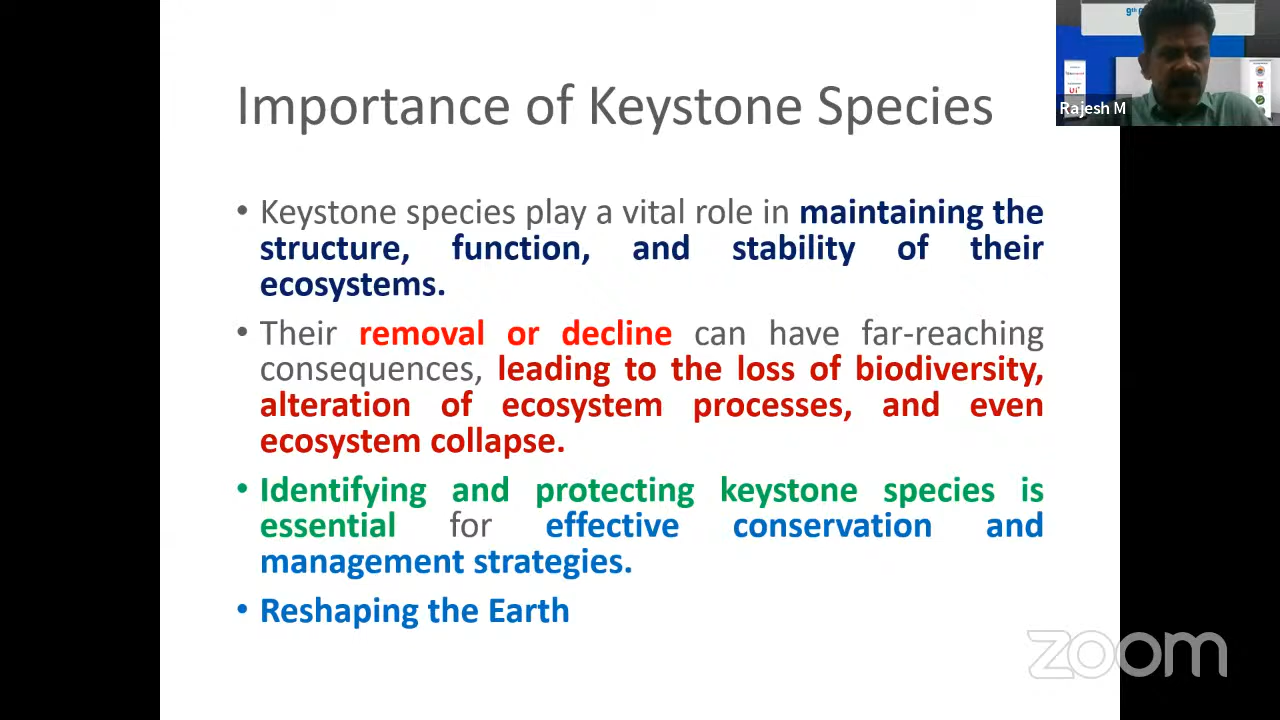 Importance of Keystone Species
• Keystone species play a vital role in maintaining the
structure, function, and stability of their
ecosystems.
• Their removal or decline can have far-reaching
consequences, leading to the loss of biodiversity,
alteration of ecosystem processes, and even
ecosystem collapse.
• Identifying and protecting keystone species is
essential for effective conservation and
management strategies.
• Reshaping the Earth
9th
Rajesh M
zoom